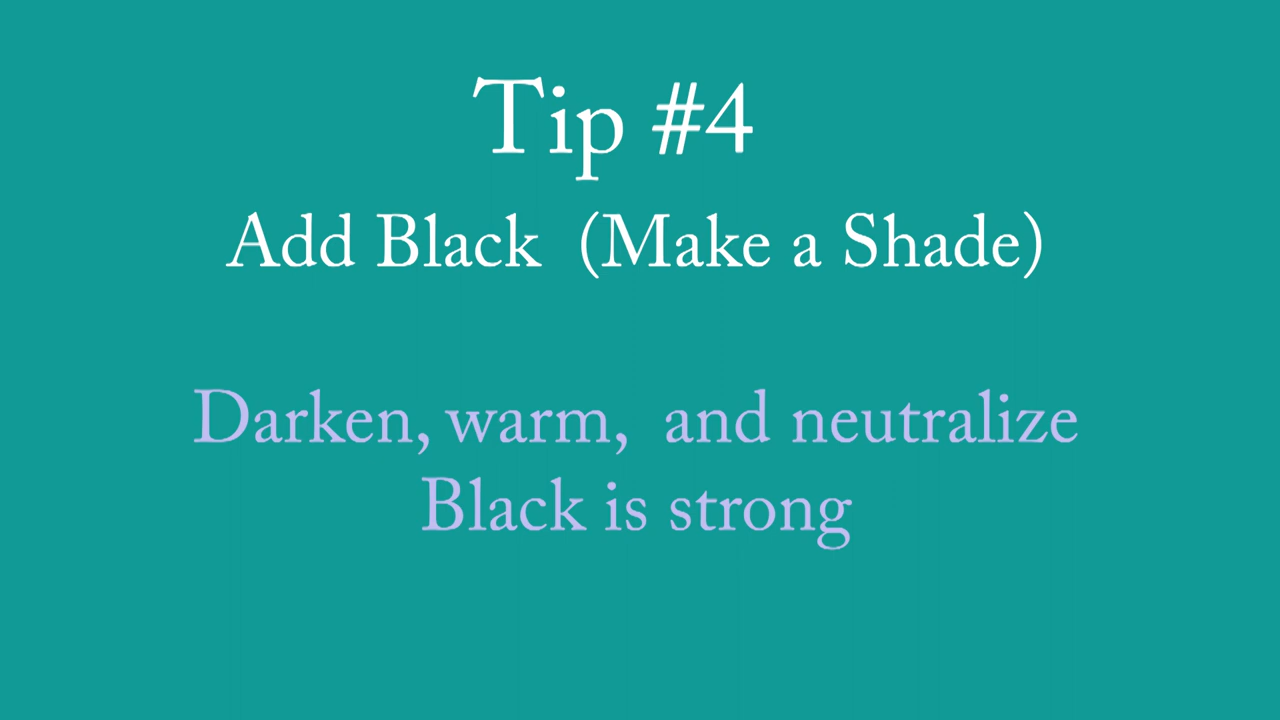 Tip #4
Add Black (Make a Shade)
Darken, warm, and neutralize
Black is strong